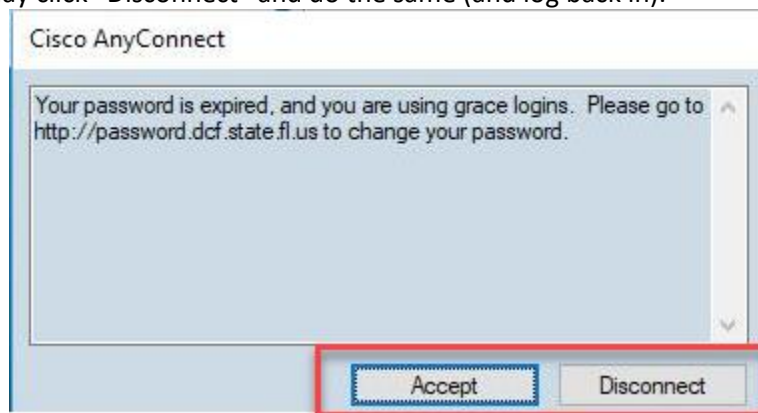 ay click "Disconnect" and do the same (and log back in).
Cisco AnyConnect
Your password is expired, and you are using grace logins. Please go to
http://password.dcf.state.fl.us to change your password.
Accept Disconnect